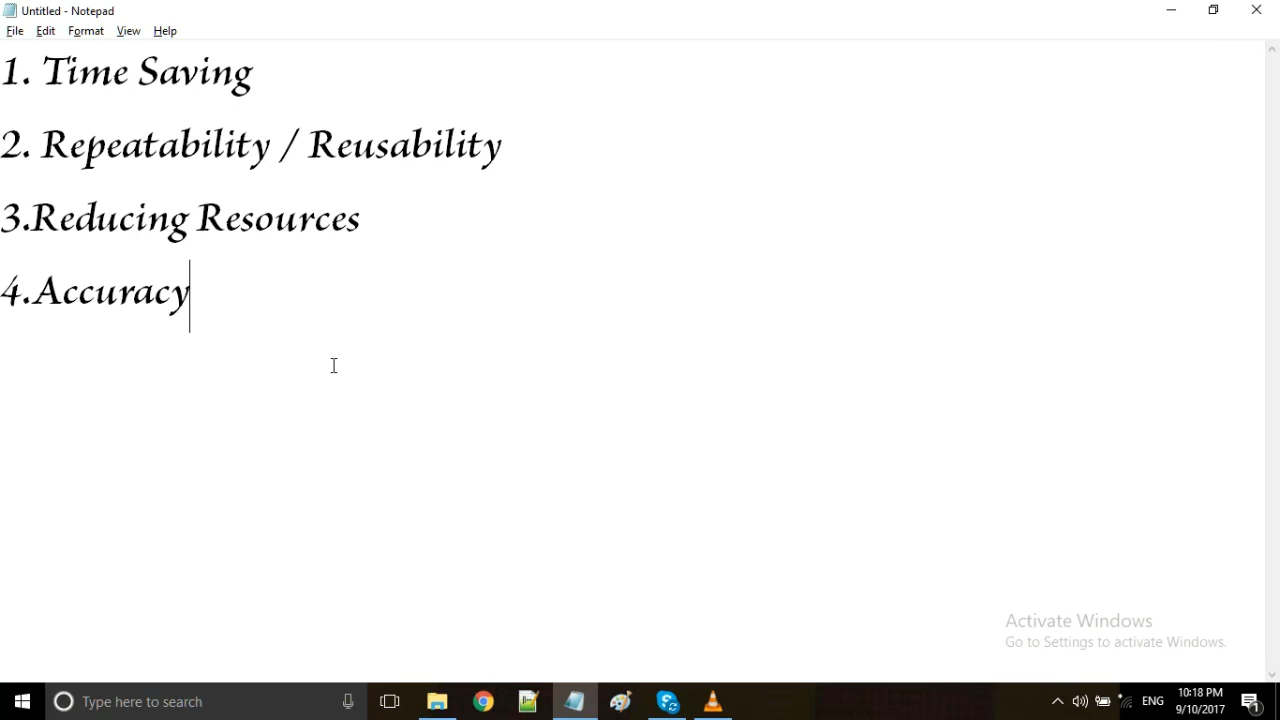 Untitled - Notepad
File Edit Format View Help
1. Time Saving
2. Repeatability / Reusability
3.Reducing Resources
4.Accuracy
Activate Windows
Go to Settings to activate Windows.
Type here to search
ENG
10:18 PM
9/10/2017
1